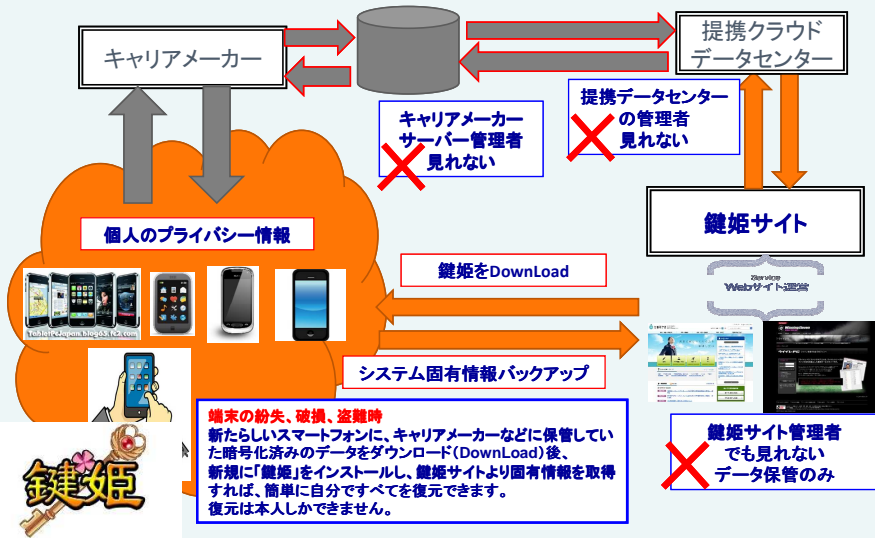 キャリアメーカー
提携クラウド
データセンター
キャリアメーカー
サーバー管理者
見れない
提携データセンター
の管理者
見れない
個人のプライバシー情報
鍵姫サイト
Service
Webサイト運営
鍵姫をDownLoad
TabletPcJapan.blog65.fc2.com
システム固有情報バックアップ
端末の紛失、破損、盗難時
新たらしいスマートフォンに、キャリアメーカーなどに保管してい
た暗号化済みのデータをダウンロード(DownLoad)後、
新規に「鍵姫」をインストールし、鍵姫サイトより固有情報を取得
すれば、簡単に自分ですべてを復元できます。
復元は本人しかできません。
鍵姫サイト管理者
でも見れない
データ保管のみ
鍵姫